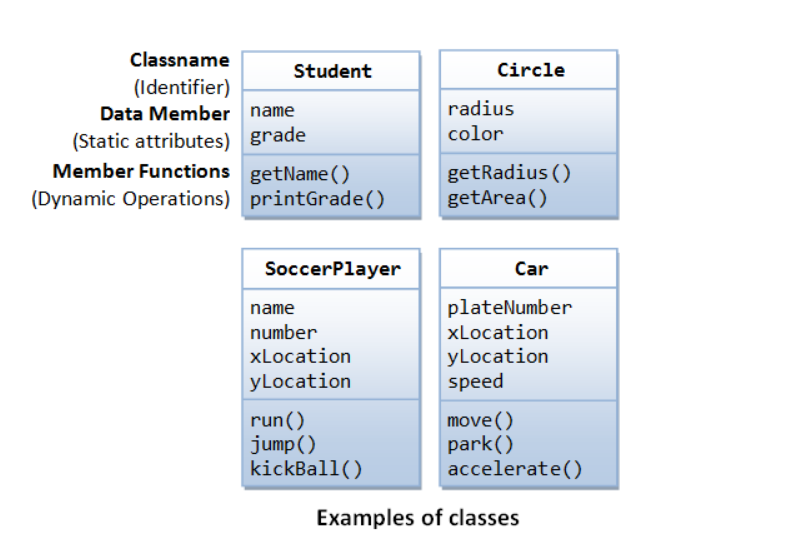 Classname
(Identifier)
Data Member
(Static attributes)
Member Functions
(Dynamic Operations)
Student
name
grade
getName()
printGrade()
Circle
radius
color
getRadius()
getArea()
SoccerPlayer
name
number
xLocation
yLocation
run()
jump()
kickBall()
Car
plateNumber
xLocation
yLocation
speed
move()
park()
accelerate()
Examples of classes